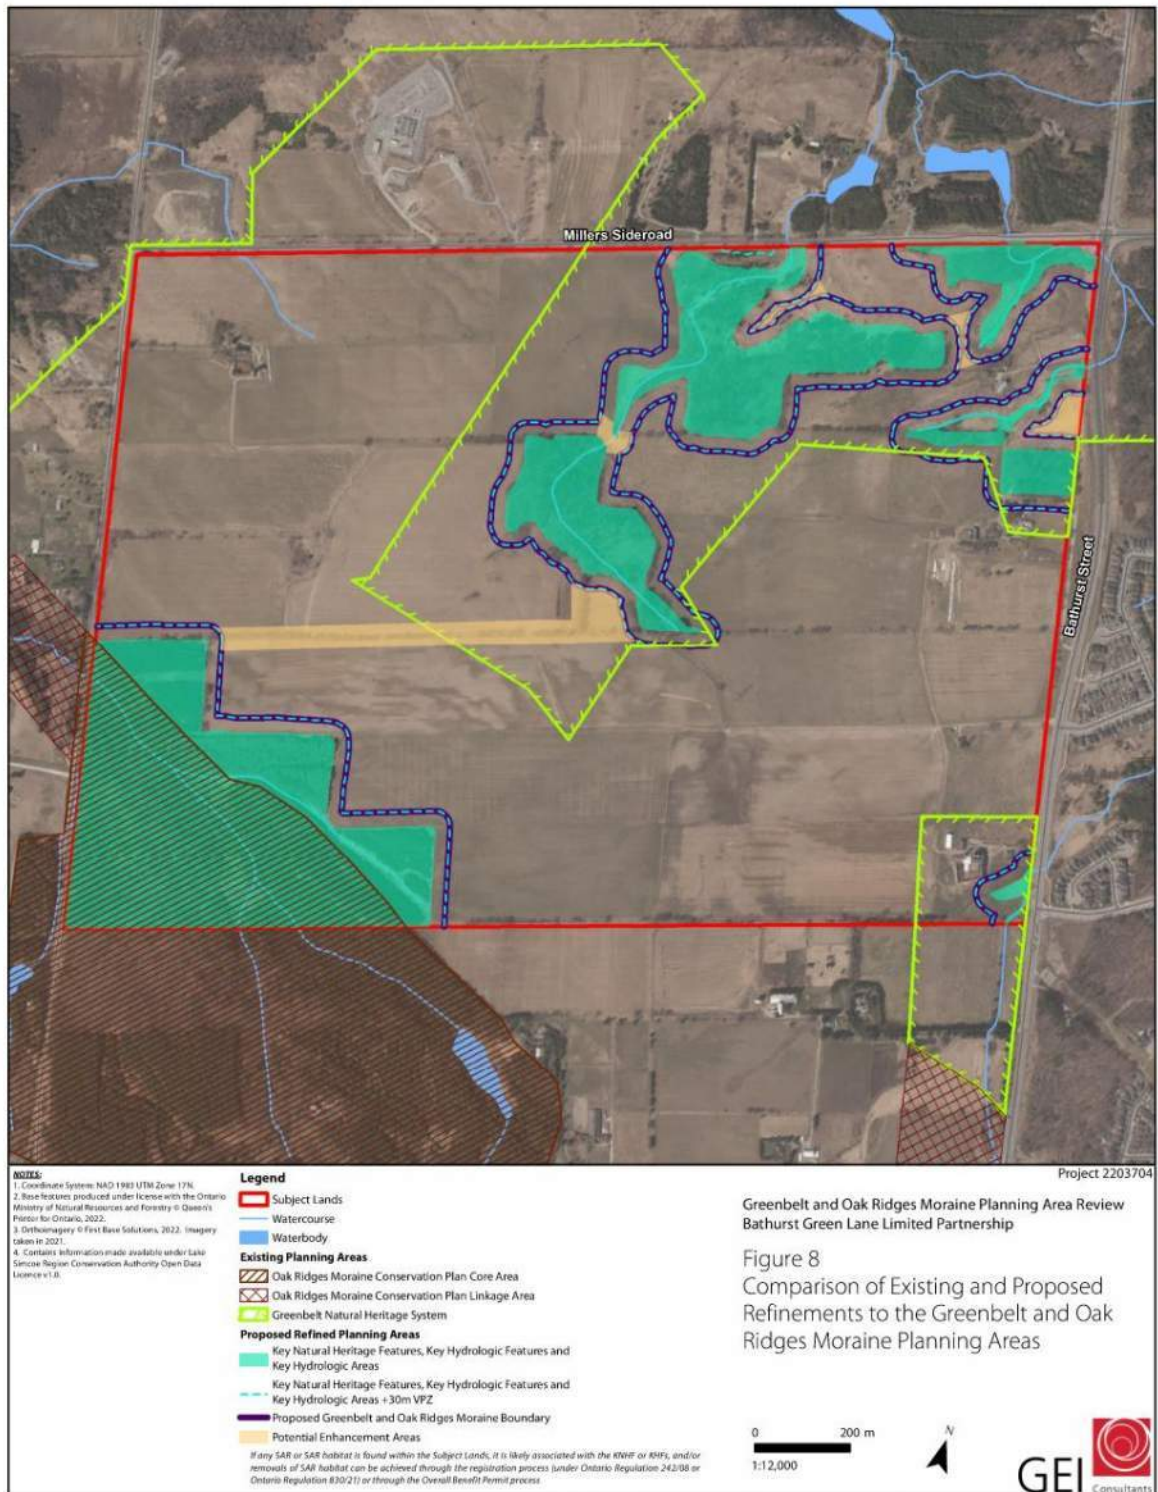 Millers Sideroad
Bathurst Street
NOTES:
1. Coordinate System: NAD 1983 UTM Zone 17N.
2. Base features produced under license with the Ontario
Ministry of Natural Resources and Forestry © Queen's
Printer for Ontario, 2022.
3. Orthoimagery © First Base Solutions, 2022. Imagery
taken in 2021.
4. Contains Information made available under Lake
Simcoe Region Conservation Authority Open Data
Licence v1.0.
Legend
Subject Lands
Watercourse
Waterbody
Existing Planning Areas
Oak Ridges Moraine Conservation Plan Core Area
Oak Ridges Moraine Conservation Plan Linkage Area
Greenbelt Natural Heritage System
Proposed Refined Planning Areas
Key Natural Heritage Features, Key Hydrologic Features and
Key Hydrologic Areas
Key Natural Heritage Features, Key Hydrologic Features and
Key Hydrologic Areas +30m VPZ
Proposed Greenbelt and Oak Ridges Moraine Boundary
Potential Enhancement Areas
If any SAR or SAR habitat is found within the Subject Lands, it is likely associated with the KNHF or KHFs, and/or
removals of SAR habitat can be achieved through the registration process (under Ontario Regulation 242/08 or
Ontario Regulation 830/21) or through the Overall Benefit Permit process
Project 2203704
Greenbelt and Oak Ridges Moraine Planning Area Review
Bathurst Green Lane Limited Partnership
Figure 8
Comparison of Existing and Proposed
Refinements to the Greenbelt and Oak
Ridges Moraine Planning Areas
0 200 m
1:12,000
N
GEI
Consultants